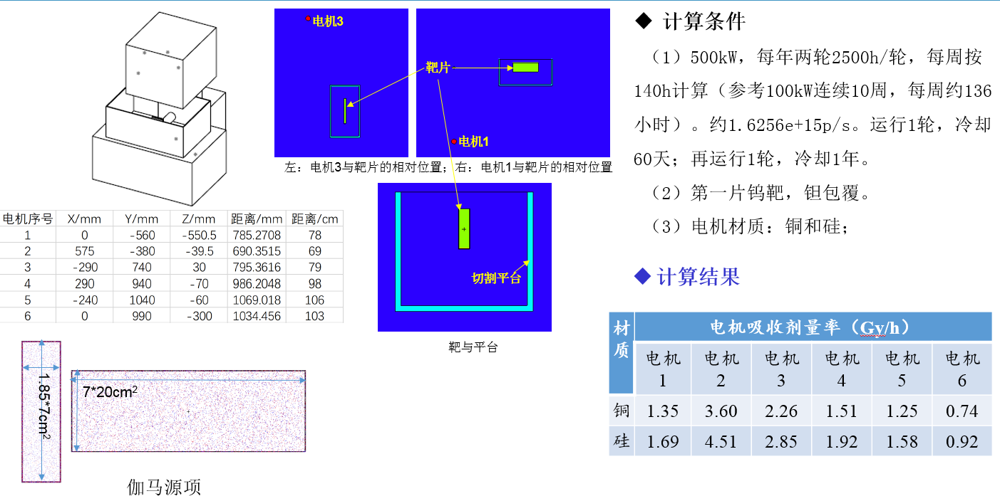 电机3
靶片
电机1
左：电机3与靶片的相对位置；右：电机1与靶片的相对位置
切割平台
靶与平台
电机序号 X/mm Y/mm Z/mm 距离/mm 距离/cm
1 0 -560 -550.5 785.2708 78
2 575 -380 -39.5 690.3515 69
3 -290 740 30 795.3616 79
4 290 940 -70 986.2048 98
5 -240 1040 -60 1069.018 106
6 0 990 -300 1034.456 103
1.85*7cm²
7*20cm²
伽马源项
◆ 计算条件
（1）500kW，每年两轮2500h/轮，每周按
140h计算（参考100kW连续10周，每周约136
小时）。约1.6256e+15p/s。运行1轮，冷却
60天；再运行1轮，冷却1年。
（2）第一片钨靶，钽包覆。
（3）电机材质：铜和硅；
◆ 计算结果
材质 电机吸收剂量率（Gy/h）
电机1 电机2 电机3 电机4 电机5 电机6
铜 1.35 3.60 2.26 1.51 1.25 0.74
硅 1.69 4.51 2.85 1.92 1.58 0.92